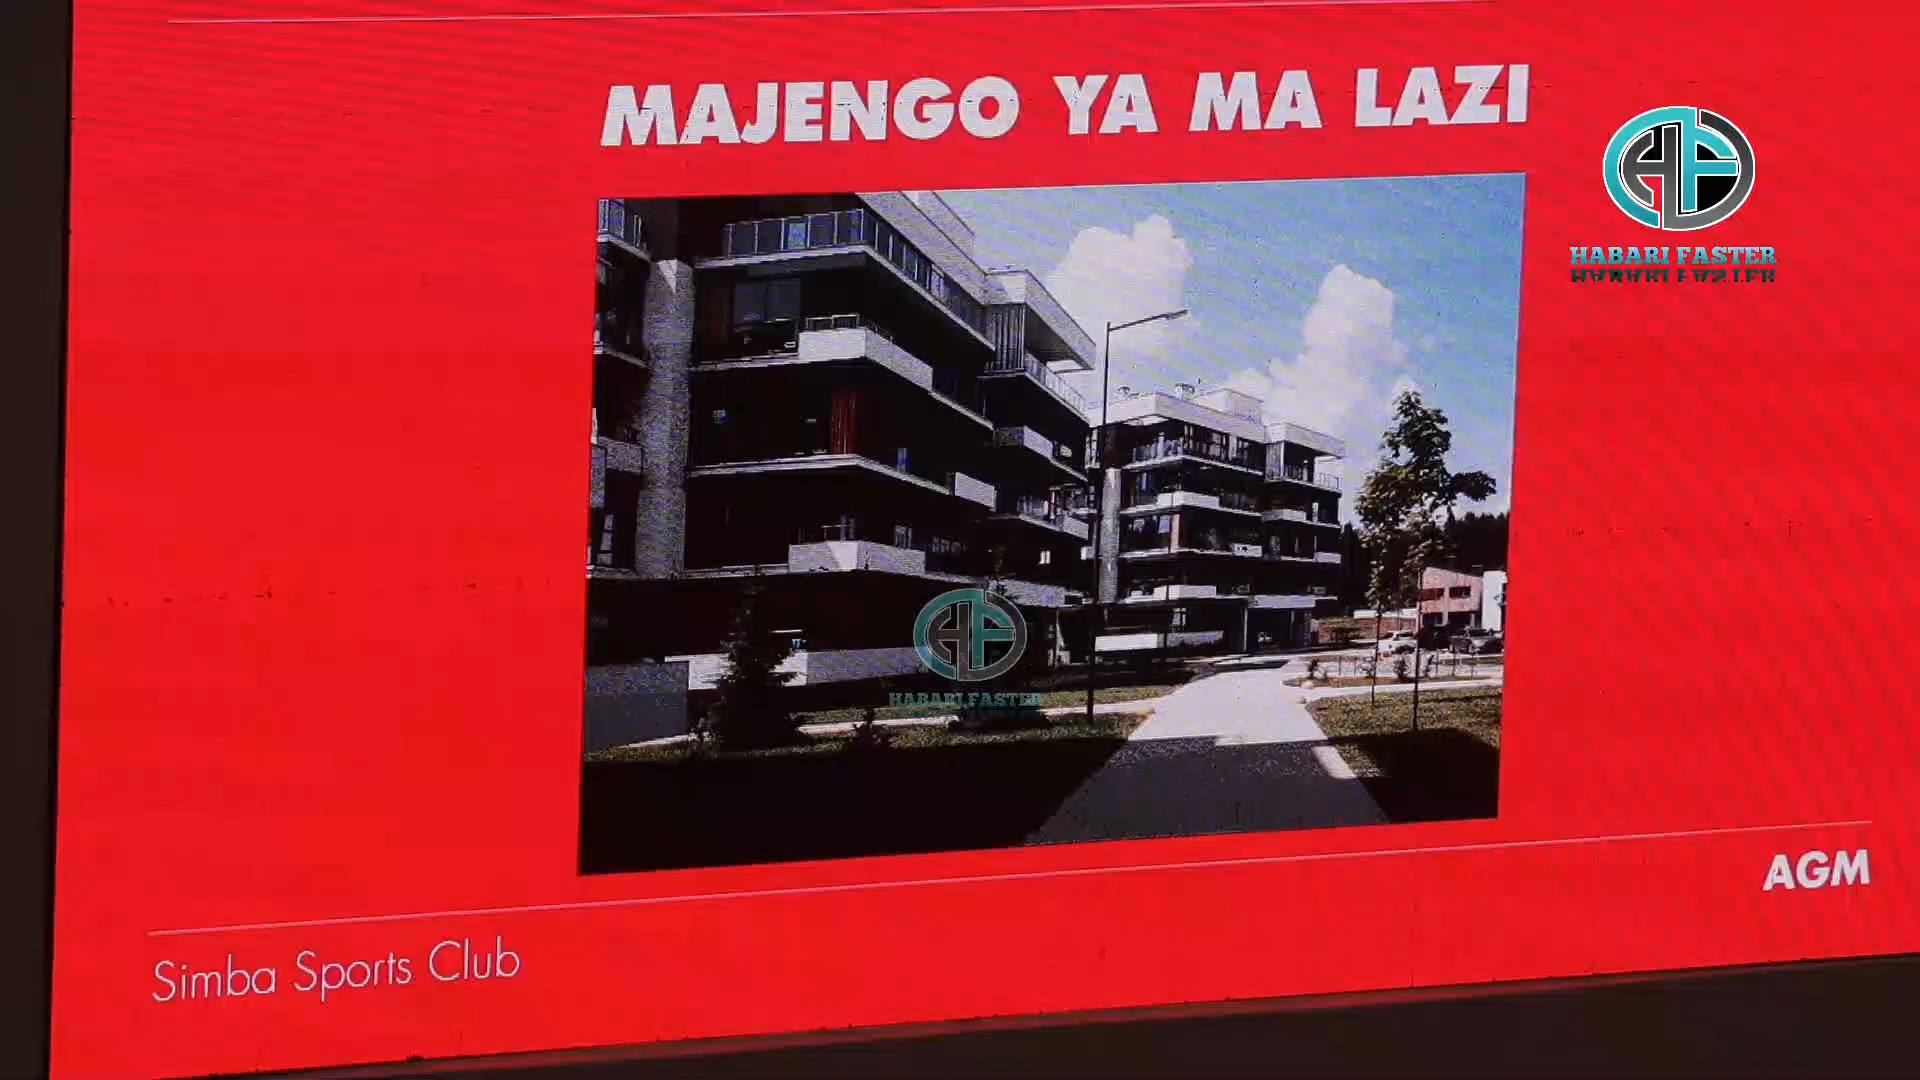 MAJENGO YA MA LAZI
HABARI FASTER
HABARI FASTER
AGM
Simba Sports Club